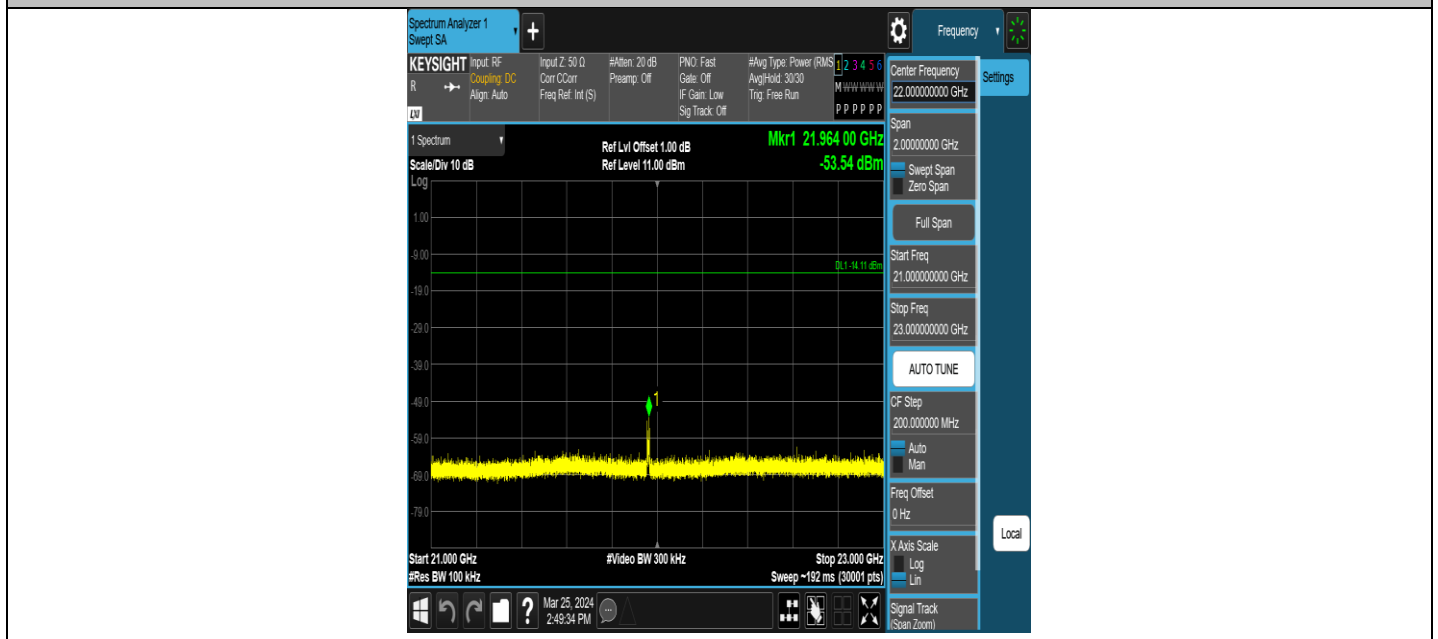 Spectrum Analyzer 1
Swept SA
+
Frequency
KEYSIGHT
R
LXI
Input: RF
Coupling: DC
Align: Auto
Input Z: 50 Ω
Corr CCorr
Freq Ref: Int (S)
#Atten: 20 dB
Preamp: Off
PNO: Fast
Gate: Off
IF Gain: Low
Sig Track: Off
#Avg Type: Power (RMS
Avg|Hold: 30/30
Trig: Free Run
1 2 3 4 5 6
M W W W W W
P P P P P P
1 Spectrum
Scale/Div 10 dB
Log
Ref Lvl Offset 1.00 dB
Ref Level 11.00 dBm
Mkr1 21.964 00 GHz
-53.54 dBm
1.00
-9.00
DL1 -14.11 dBm
-19.0
-29.0
-39.0
-49.0
1
-59.0
-69.0
-79.0
Start 21.000 GHz
#Video BW 300 kHz
Stop 23.000 GHz
#Res BW 100 kHz
Sweep ~192 ms (30001 pts)
?
Mar 25, 2024
2:49:34 PM
Center Frequency
22.000000000 GHz
Settings
Span
2.00000000 GHz
Swept Span
Zero Span
Full Span
Start Freq
21.000000000 GHz
Stop Freq
23.000000000 GHz
AUTO TUNE
CF Step
200.000000 MHz
Auto
Man
Freq Offset
0 Hz
X Axis Scale
Log
Lin
Signal Track
(Span Zoom)
Local